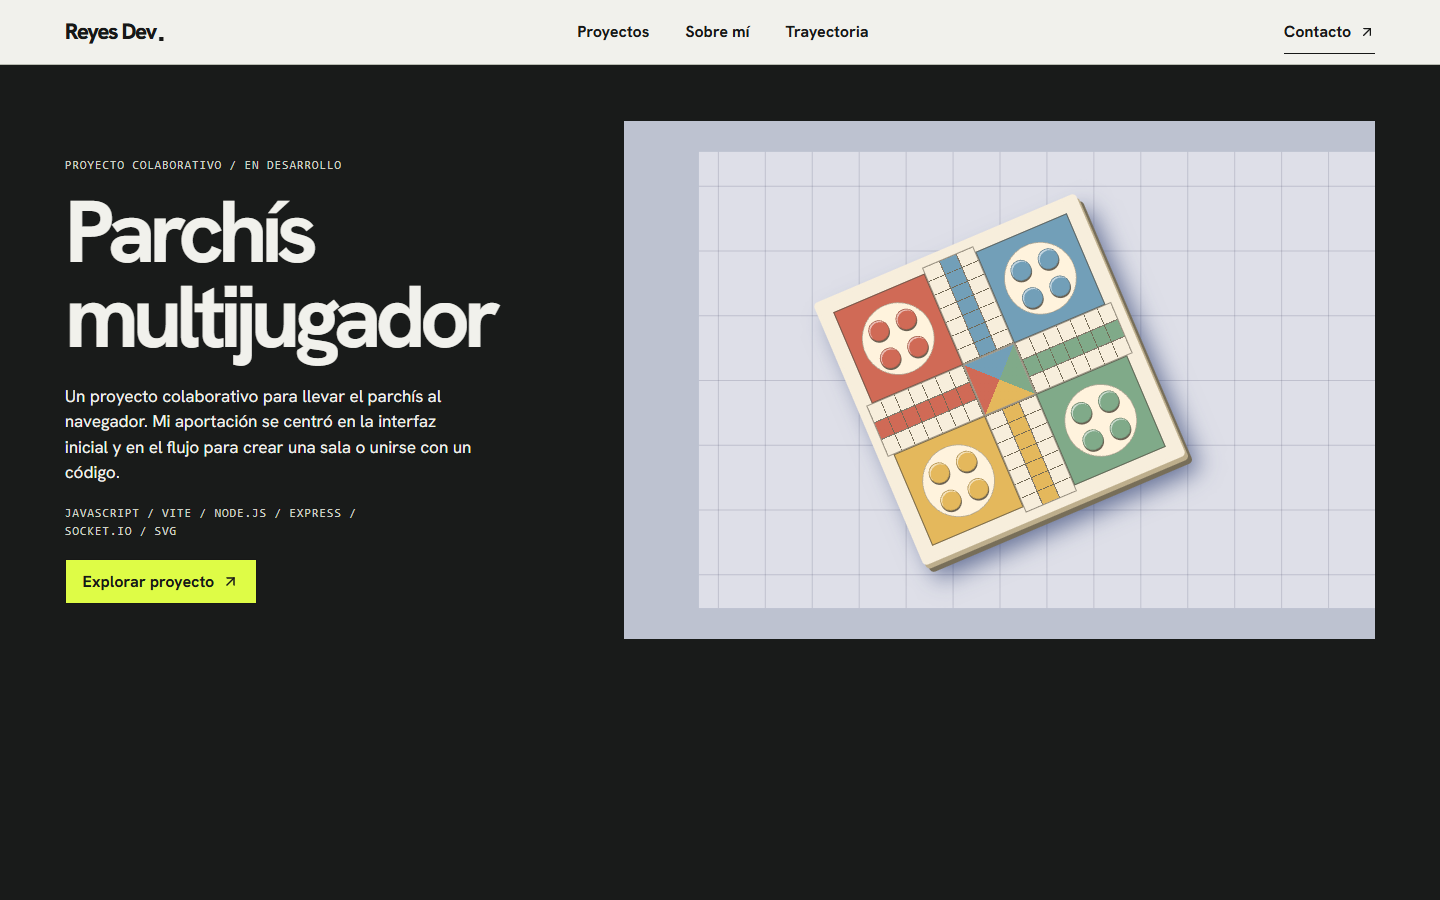 Reyes Dev.
Proyectos
Sobre mí
Trayectoria
Contacto
PROYECTO COLABORATIVO / EN DESARROLLO
Parchís
multijugador
Un proyecto colaborativo para llevar el parchís al
navegador. Mi aportación se centró en la interfaz
inicial y en el flujo para crear una sala o unirse con un
código.
JAVASCRIPT / VITE / NODE.JS / EXPRESS /
SOCKET.IO / SVG
Explorar proyecto